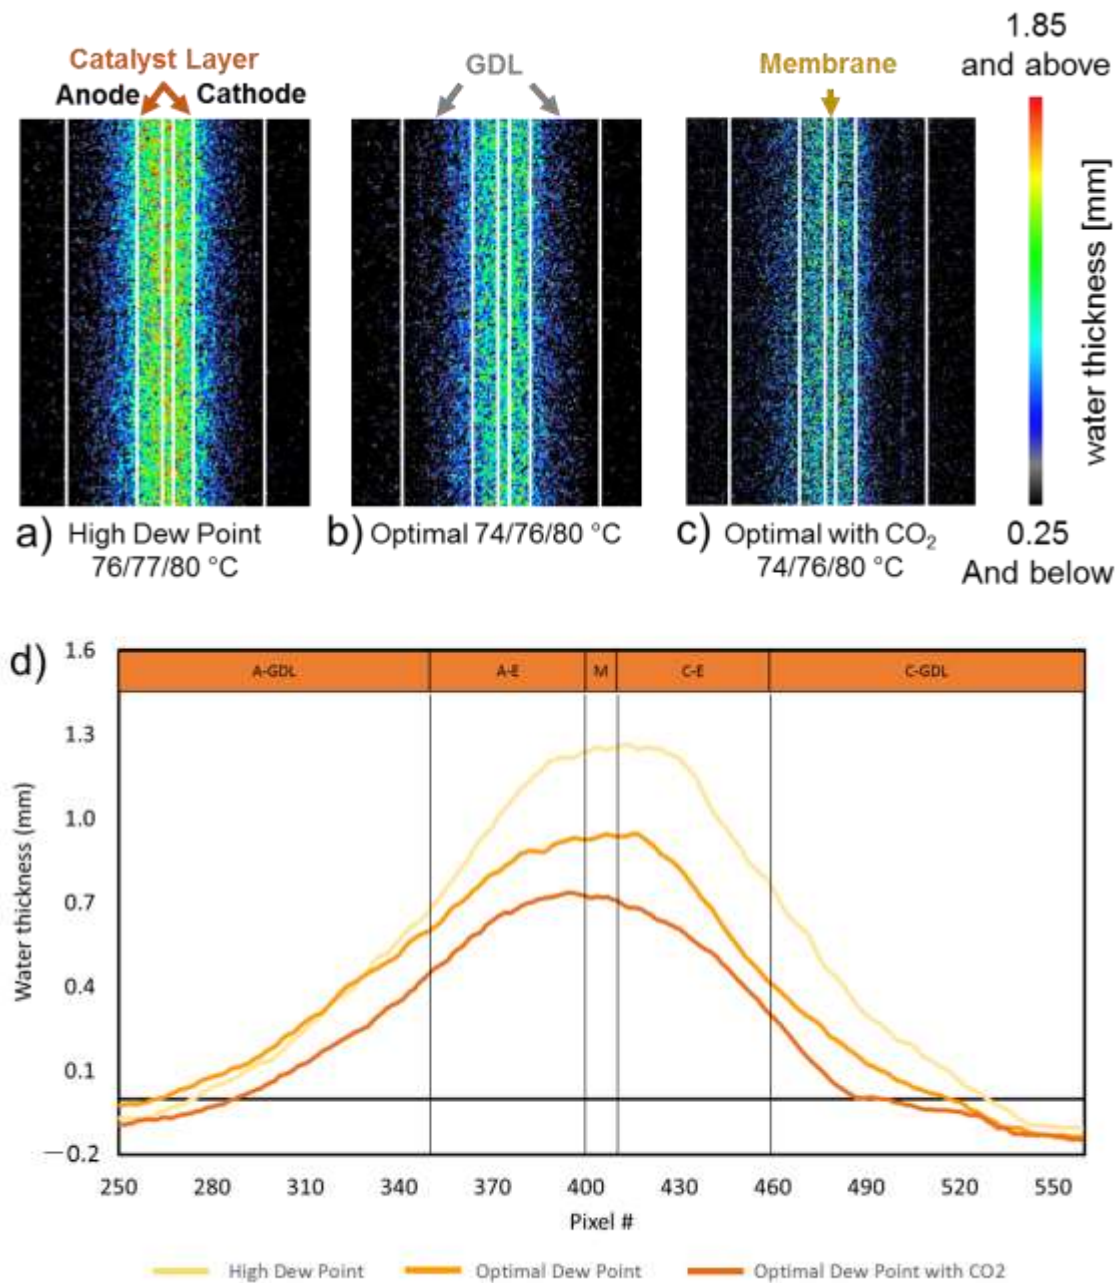 Catalyst Layer
Anode
Cathode
GDL
Membrane
1.85
and above
water thickness [mm]
0.25
And below
a) High Dew Point
76/77/80 °C
b) Optimal 74/76/80 °C
c) Optimal with CO₂
74/76/80 °C
d)
A-GDL
A-E
M
C-E
C-GDL
1.6
1.3
1.0
0.7
0.4
0.1
−0.2
Water thickness (mm)
250
280
310
340
370
400
430
460
490
520
550
Pixel #
High Dew Point
Optimal Dew Point
Optimal Dew Point with CO2